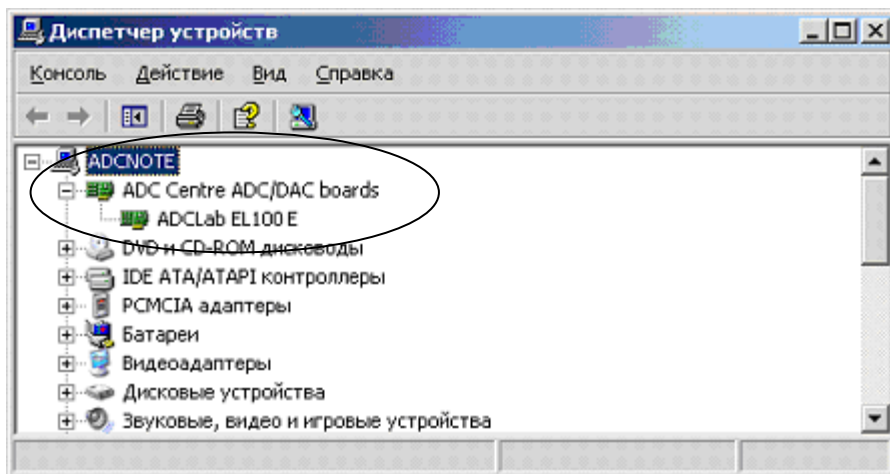 Диспетчер устройств
Консоль Действие Вид Справка
ADCNOTE
ADC Centre ADC/DAC boards
ADCLab EL100 E
DVD и CD-ROM дисководы
IDE ATA/ATAPI контроллеры
PCMCIA адаптеры
Батареи
Видеоадаптеры
Дисковые устройства
Звуковые, видео и игровые устройства